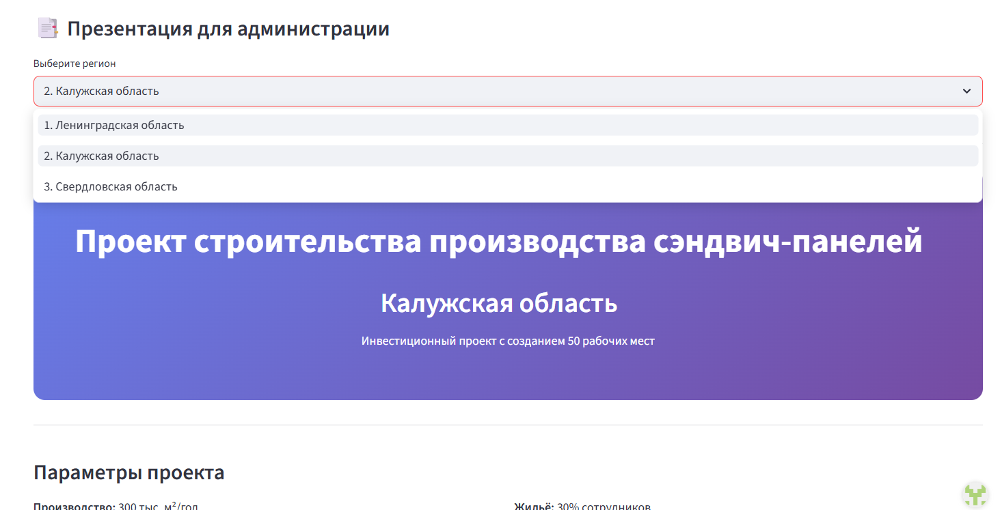 Презентация для администрации
Выберите регион
2. Калужская область
1. Ленинградская область
2. Калужская область
3. Свердловская область
Проект строительства производства сэндвич-панелей
Калужская область
Инвестиционный проект с созданием 50 рабочих мест
Параметры проекта
Производство: 300 тыс. м²/год
Жильё: 30% сотрудников